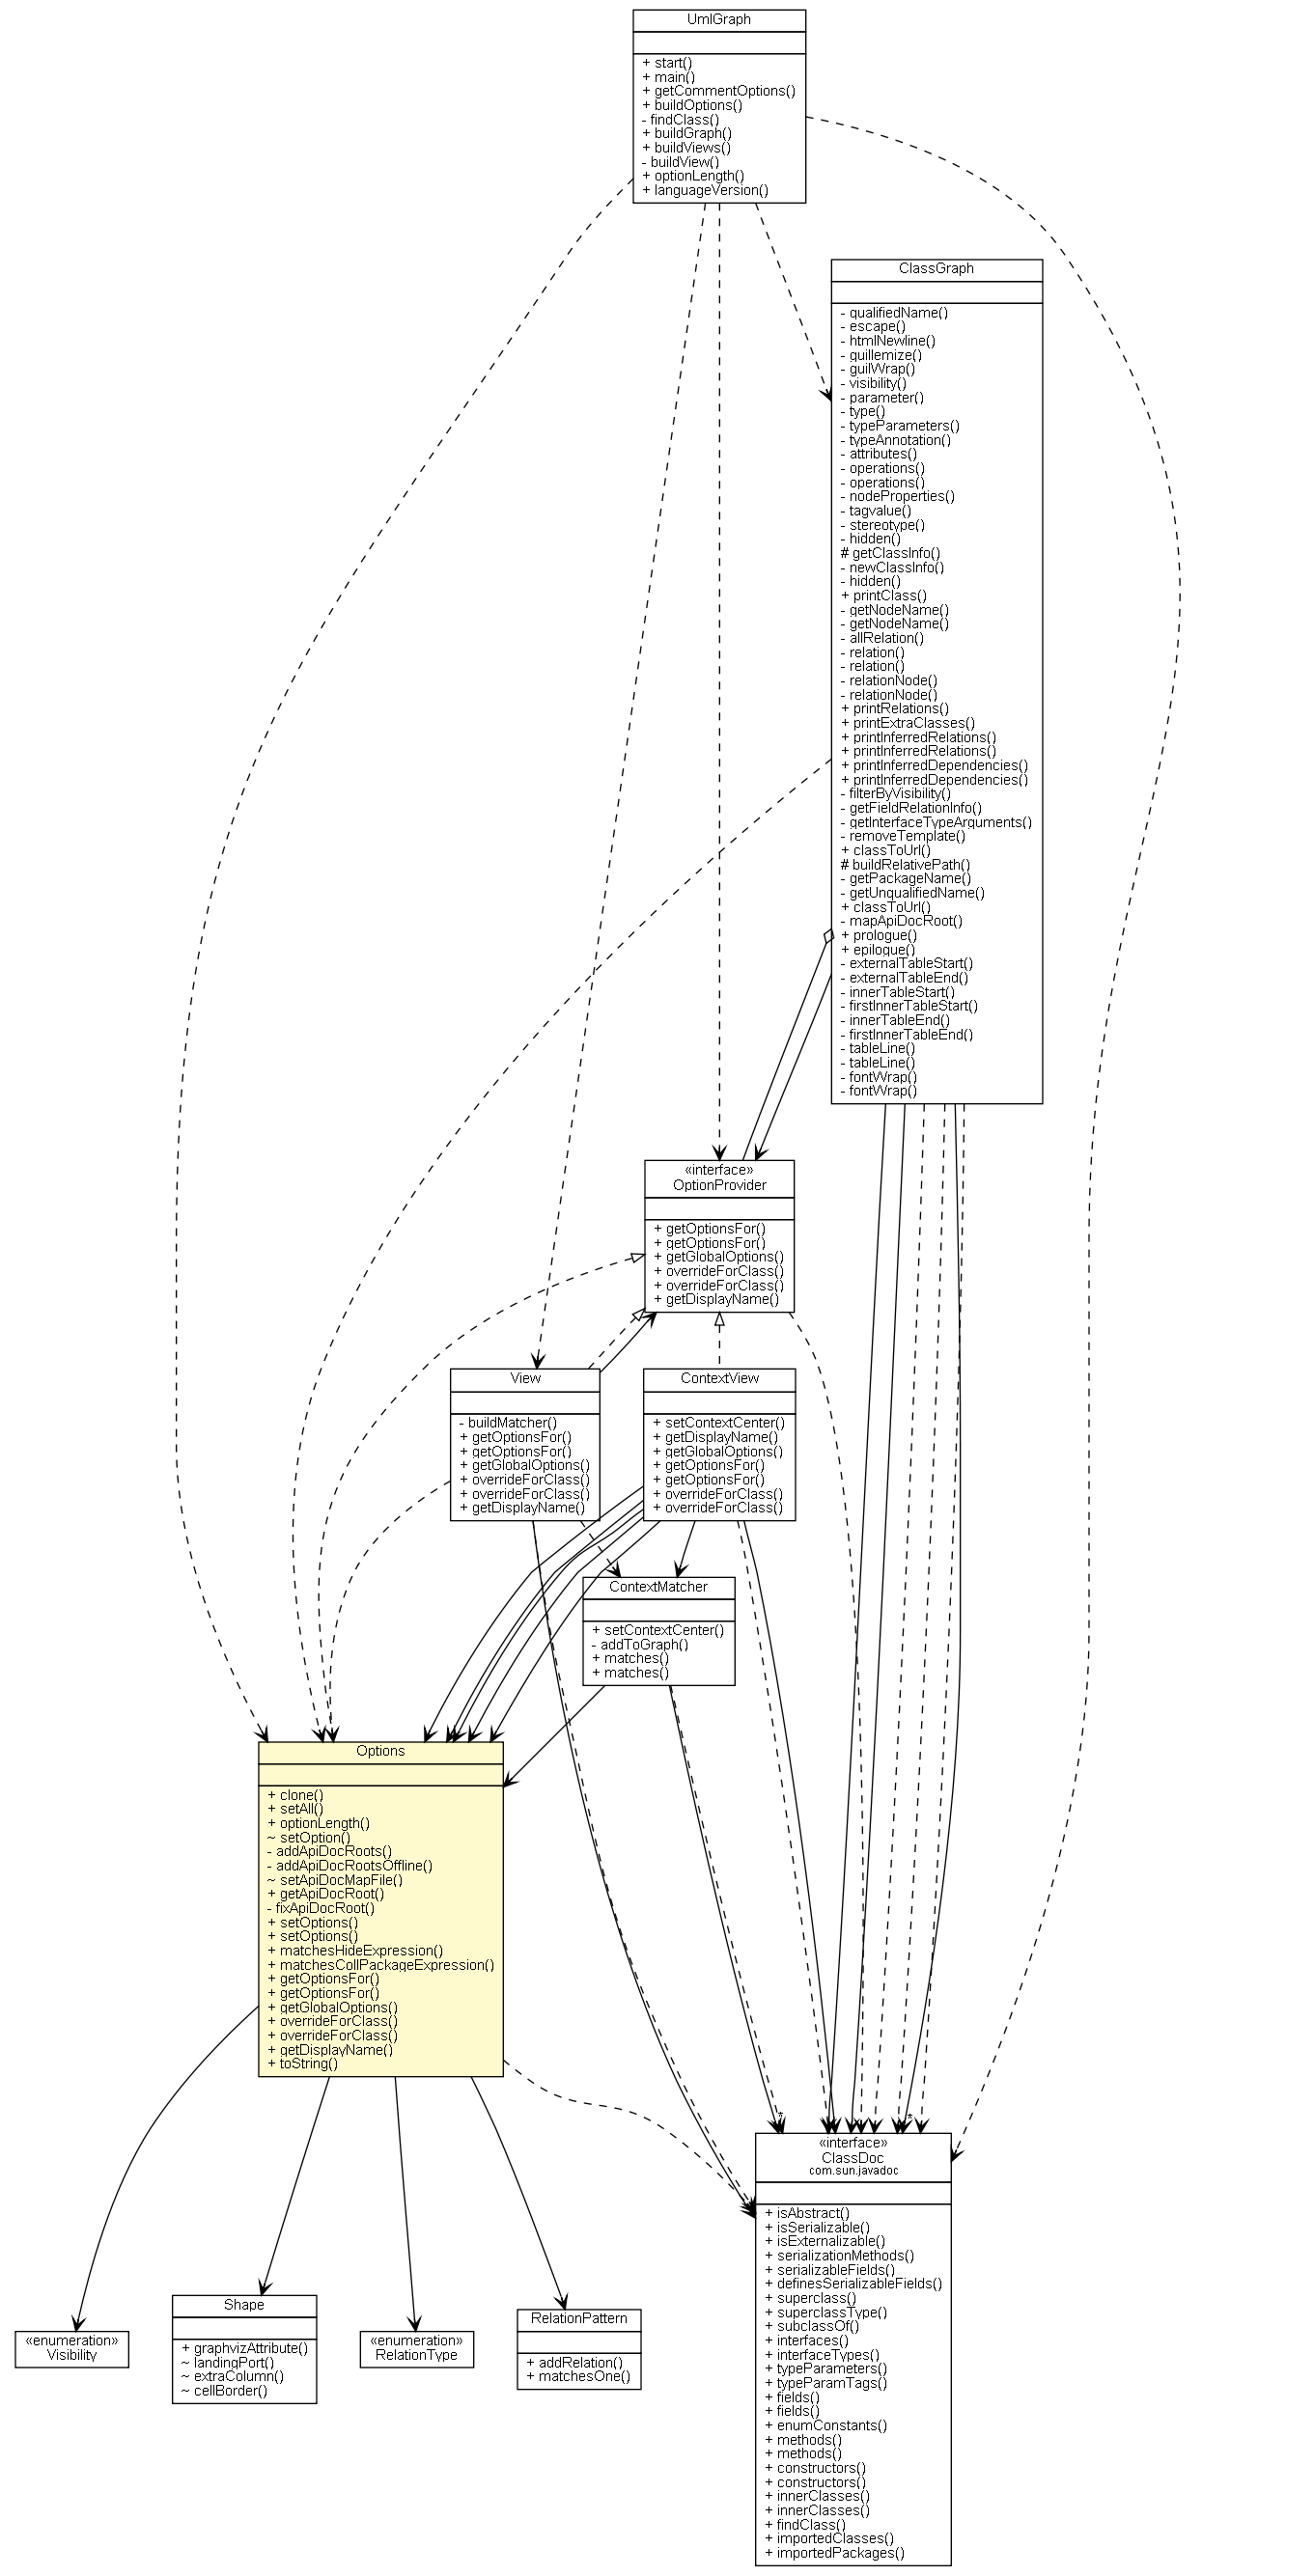 UmlGraph
+ start()
+ main()
+ getCommentOptions()
+ buildOptions()
- findClass()
+ buildGraph()
+ buildViews()
- buildView()
+ optionLength()
+ languageVersion()
ClassGraph
- qualifiedName()
- escape()
- htmlNewline()
- guillemize()
- guilWrap()
- visibility()
- parameter()
- type()
- typeParameters()
- typeAnnotation()
- attributes()
- operations()
- operations()
- nodeProperties()
- tagvalue()
- stereotype()
- hidden()
# getClassInfo()
- newClassInfo()
- hidden()
+ printClass()
- getNodeName()
- getNodeName()
- allRelation()
- relation()
- relation()
- relationNode()
- relationNode()
+ printRelations()
+ printExtraClasses()
+ printInferredRelations()
+ printInferredRelations()
+ printInferredDependencies()
+ printInferredDependencies()
- filterByVisibility()
- getFieldRelationInfo()
- getInterfaceTypeArguments()
- removeTemplate()
+ classToUrl()
# buildRelativePath()
- getPackageName()
- getUnqualifiedName()
+ classToUrl()
- mapApiDocRoot()
+ prologue()
+ epilogue()
- externalTableStart()
- externalTableEnd()
- innerTableStart()
- firstInnerTableStart()
- innerTableEnd()
- firstInnerTableEnd()
- tableLine()
- tableLine()
- fontWrap()
- fontWrap()
«interface»
OptionProvider
+ getOptionsFor()
+ getOptionsFor()
+ getGlobalOptions()
+ overrideForClass()
+ overrideForClass()
+ getDisplayName()
View
- buildMatcher()
+ getOptionsFor()
+ getOptionsFor()
+ getGlobalOptions()
+ overrideForClass()
+ overrideForClass()
+ getDisplayName()
ContextView
+ setContextCenter()
+ getDisplayName()
+ getGlobalOptions()
+ getOptionsFor()
+ getOptionsFor()
+ overrideForClass()
+ overrideForClass()
ContextMatcher
+ setContextCenter()
- addToGraph()
+ matches()
+ matches()
Options
+ clone()
+ setAll()
+ optionLength()
~ setOption()
- addApiDocRoots()
- addApiDocRootsOffline()
~ setApiDocMapFile()
+ getApiDocRoot()
- fixApiDocRoot()
+ setOptions()
+ setOptions()
+ matchesHideExpression()
+ matchesCollPackageExpression()
+ getOptionsFor()
+ getOptionsFor()
+ getGlobalOptions()
+ overrideForClass()
+ overrideForClass()
+ getDisplayName()
+ toString()
*
*
«interface»
ClassDoc
com.sun.javadoc
+ isAbstract()
+ isSerializable()
+ isExternalizable()
+ serializationMethods()
+ serializableFields()
+ definesSerializableFields()
+ superclass()
+ superclassType()
+ subclassOf()
+ interfaces()
+ interfaceTypes()
+ typeParameters()
+ typeParamTags()
+ fields()
+ fields()
+ enumConstants()
+ methods()
+ methods()
+ constructors()
+ constructors()
+ innerClasses()
+ innerClasses()
+ findClass()
+ importedClasses()
+ importedPackages()
«enumeration»
Visibility
Shape
+ graphvizAttribute()
~ landingPort()
~ extraColumn()
~ cellBorder()
«enumeration»
RelationType
RelationPattern
+ addRelation()
+ matchesOne()